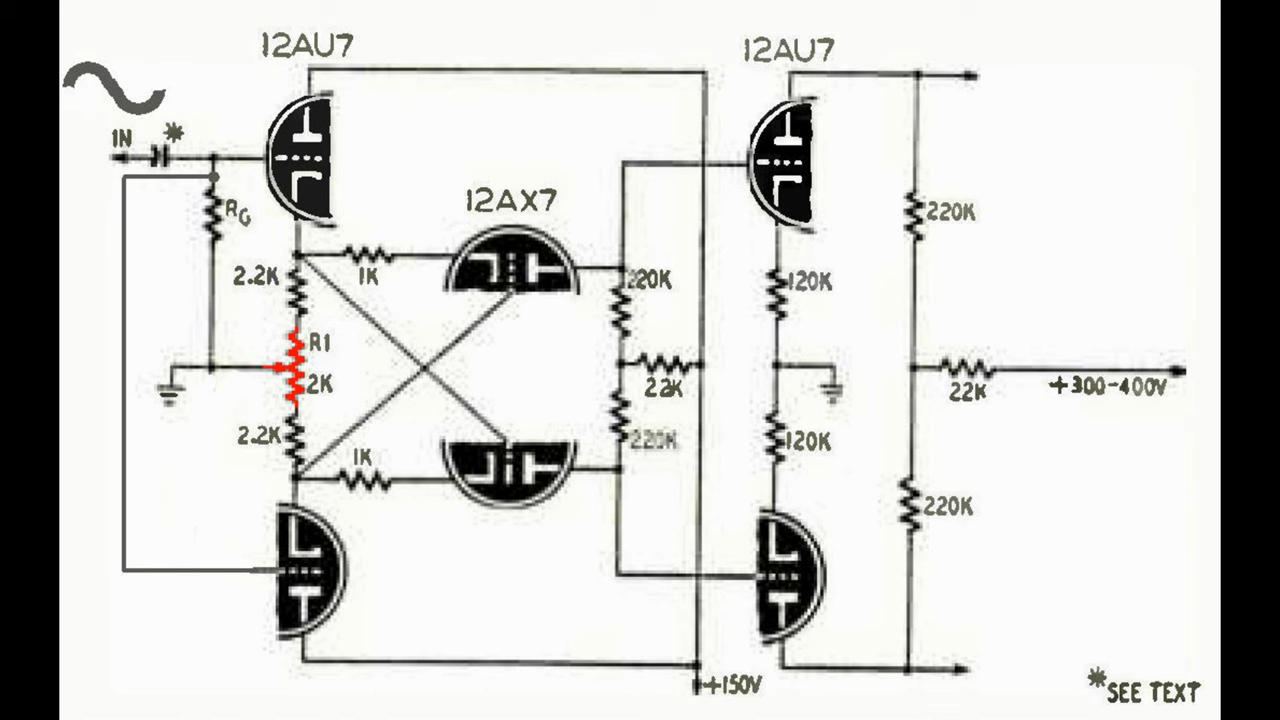 12AU7
12AU7
IN *
RG
12AX7
1K
2.2K
220K
120K
220K
R1
2K
22K
22K
+300-400V
2.2K
1K
220K
120K
220K
+150V
*SEE TEXT